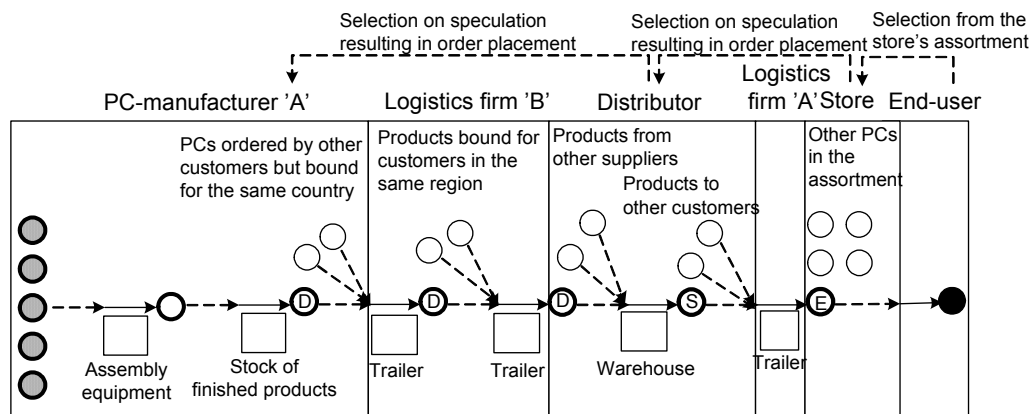 Selection on speculation
resulting in order placement
Selection on speculation
resulting in order placement
Selection from the
store's assortment
PC-manufacturer 'A'
Logistics firm 'B'
Distributor
Logistics
firm 'A'
Store
End-user
PCs ordered by other
customers but bound
for the same country
Products bound for
customers in the
same region
Products from
other suppliers
Products to
other customers
Other PCs
in the
assortment
D
D
D
S
E
Assembly
equipment
Stock of
finished products
Trailer
Trailer
Warehouse
Trailer